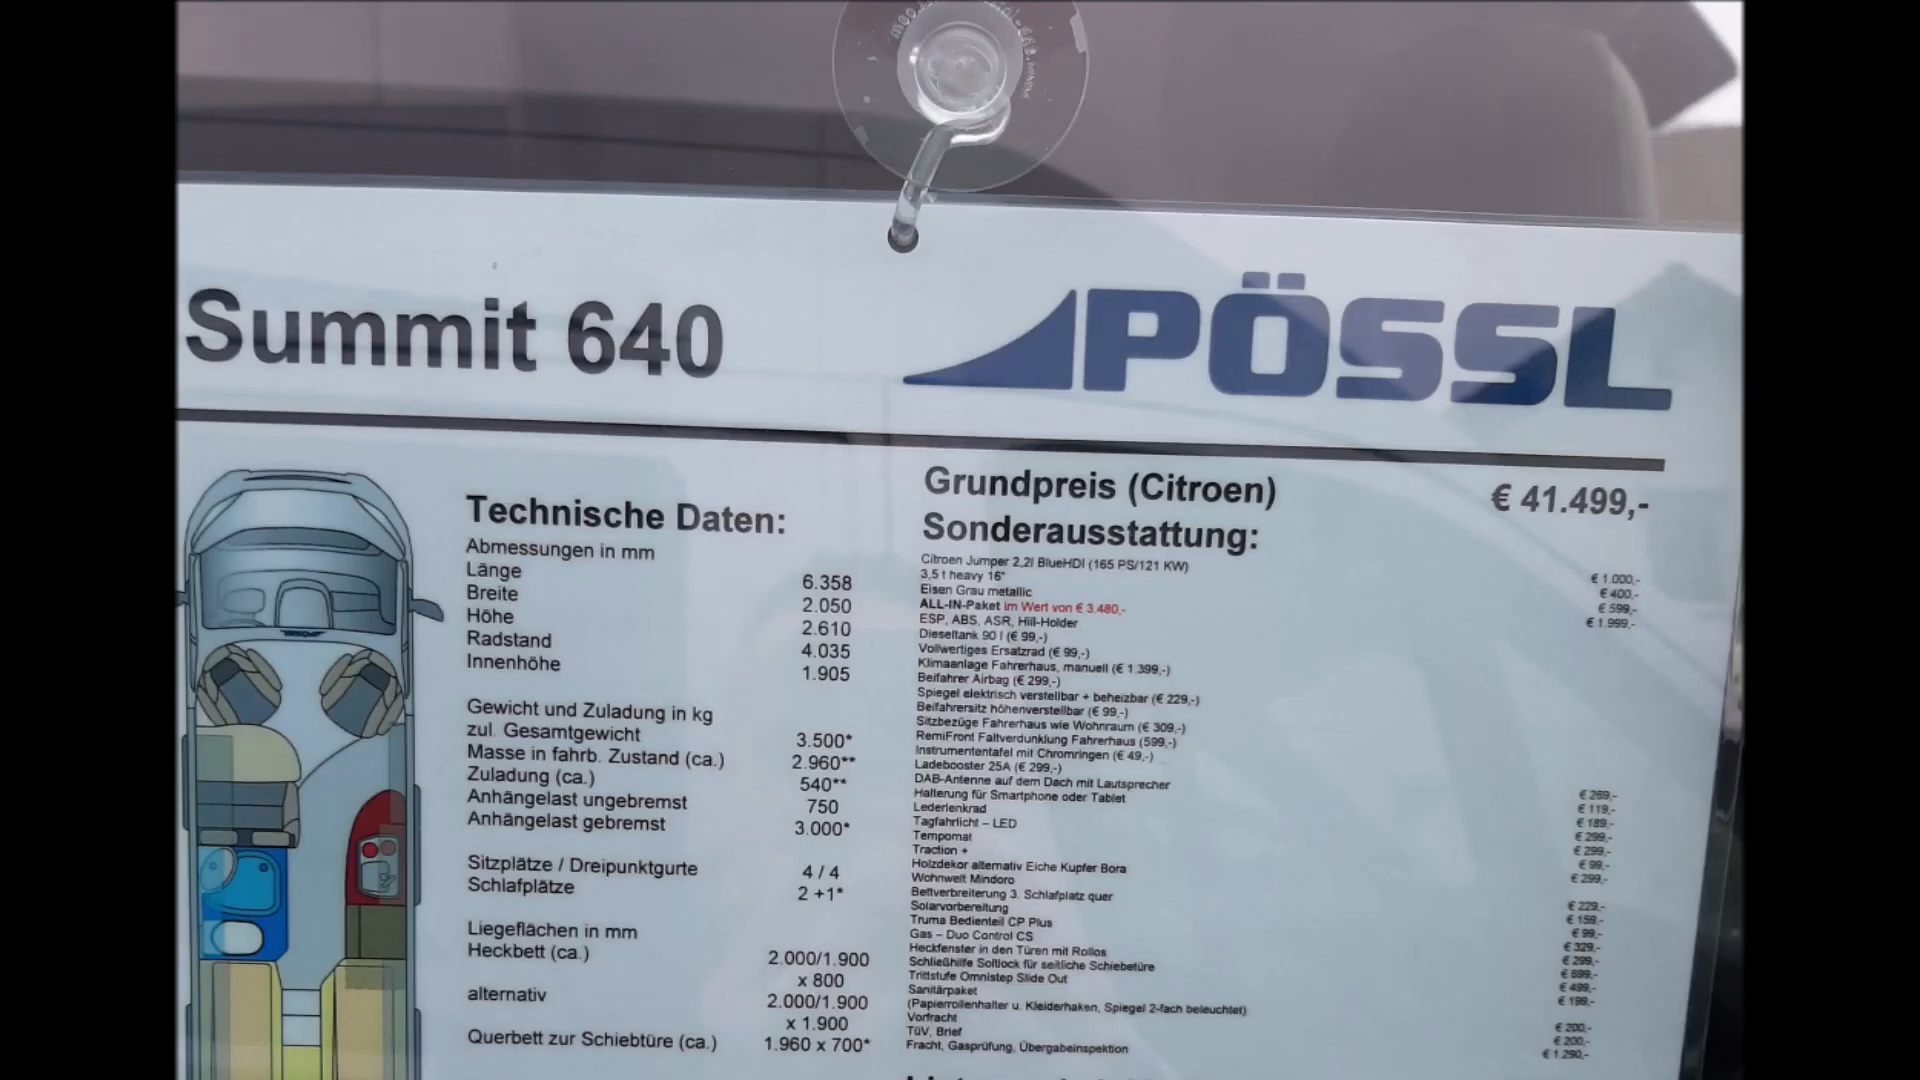 Summit 640
PÖSSL
Technische Daten:
Abmessungen in mm
Länge 6.358
Breite 2.050
Höhe 2.610
Radstand 4.035
Innenhöhe 1.905
Gewicht und Zuladung in kg
zul. Gesamtgewicht 3.500*
Masse in fahrb. Zustand (ca.) 2.960**
Zuladung (ca.) 540**
Anhängelast ungebremst 750
Anhängelast gebremst 3.000*
Sitzplätze / Dreipunktgurte 4 / 4
Schlafplätze 2 +1*
Liegeflächen in mm
Heckbett (ca.) 2.000/1.900
x 800
alternativ 2.000/1.900
x 1.900
Querbett zur Schiebtüre (ca.) 1.960 x 700*
Grundpreis (Citroen) € 41.499,-
Sonderausstattung:
Citroen Jumper 2,2l BlueHDI (165 PS/121 KW) € 1.000,-
3,5 t heavy 16" € 400,-
Eisen Grau metallic € 599,-
ALL-IN-Paket im Wert von € 3.480,- € 1.999,-
ESP, ABS, ASR, Hill-Holder
Dieseltank 90 l (€ 99,-)
Vollwertiges Ersatzrad (€ 99,-)
Klimaanlage Fahrerhaus, manuell (€ 1.399,-)
Beifahrer Airbag (€ 299,-)
Spiegel elektrisch verstellbar + beheizbar (€ 229,-)
Beifahrersitz höhenverstellbar (€ 99,-)
Sitzbezüge Fahrerhaus wie Wohnraum (€ 309,-)
RemiFront Faltverdunklung Fahrerhaus (599,-)
Instrumententafel mit Chromringen (€ 49,-)
Ladebooster 25A (€ 299,-)
DAB-Antenne auf dem Dach mit Lautsprecher € 269,-
Halterung für Smartphone oder Tablet € 119,-
Lederlenkrad € 189,-
Tagfahrlicht – LED € 299,-
Tempomat € 299,-
Traction + € 99,-
Holzdekor alternativ Eiche Kupfer Bora € 299,-
Wohnwelt Mindoro
Bettverbreiterung 3. Schlafplatz quer € 229,-
Solarvorbereitung € 159,-
Truma Bedienteil CP Plus € 99,-
Gas – Duo Control CS € 329,-
Heckfenster in den Türen mit Rollos € 299,-
Schließhilfe Softlock für seitliche Schiebetüre € 699,-
Trittstufe Omnistep Slide Out € 499,-
Sanitärpaket € 199,-
(Papierrollenhalter u. Kleiderhaken, Spiegel 2-fach beleuchtet)
Vorfracht € 200,-
TüV, Brief € 200,-
Fracht, Gasprüfung, Übergabeinspektion € 1.290,-